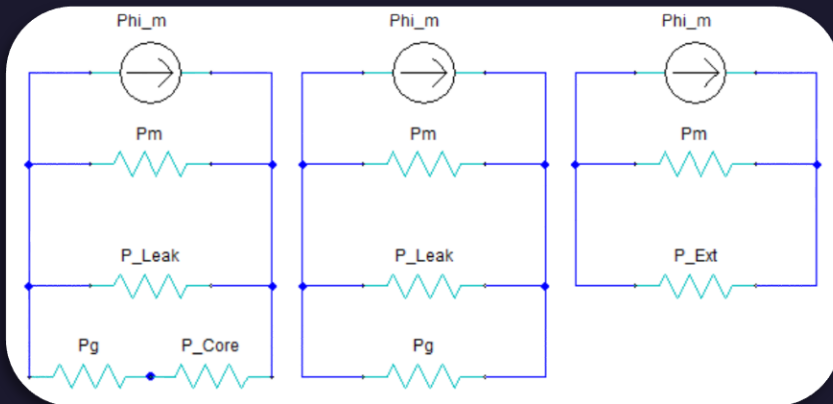 Phi_m
Phi_m
Phi_m
Pm
Pm
Pm
P_Leak
P_Leak
P_Ext
Pg
P_Core
Pg